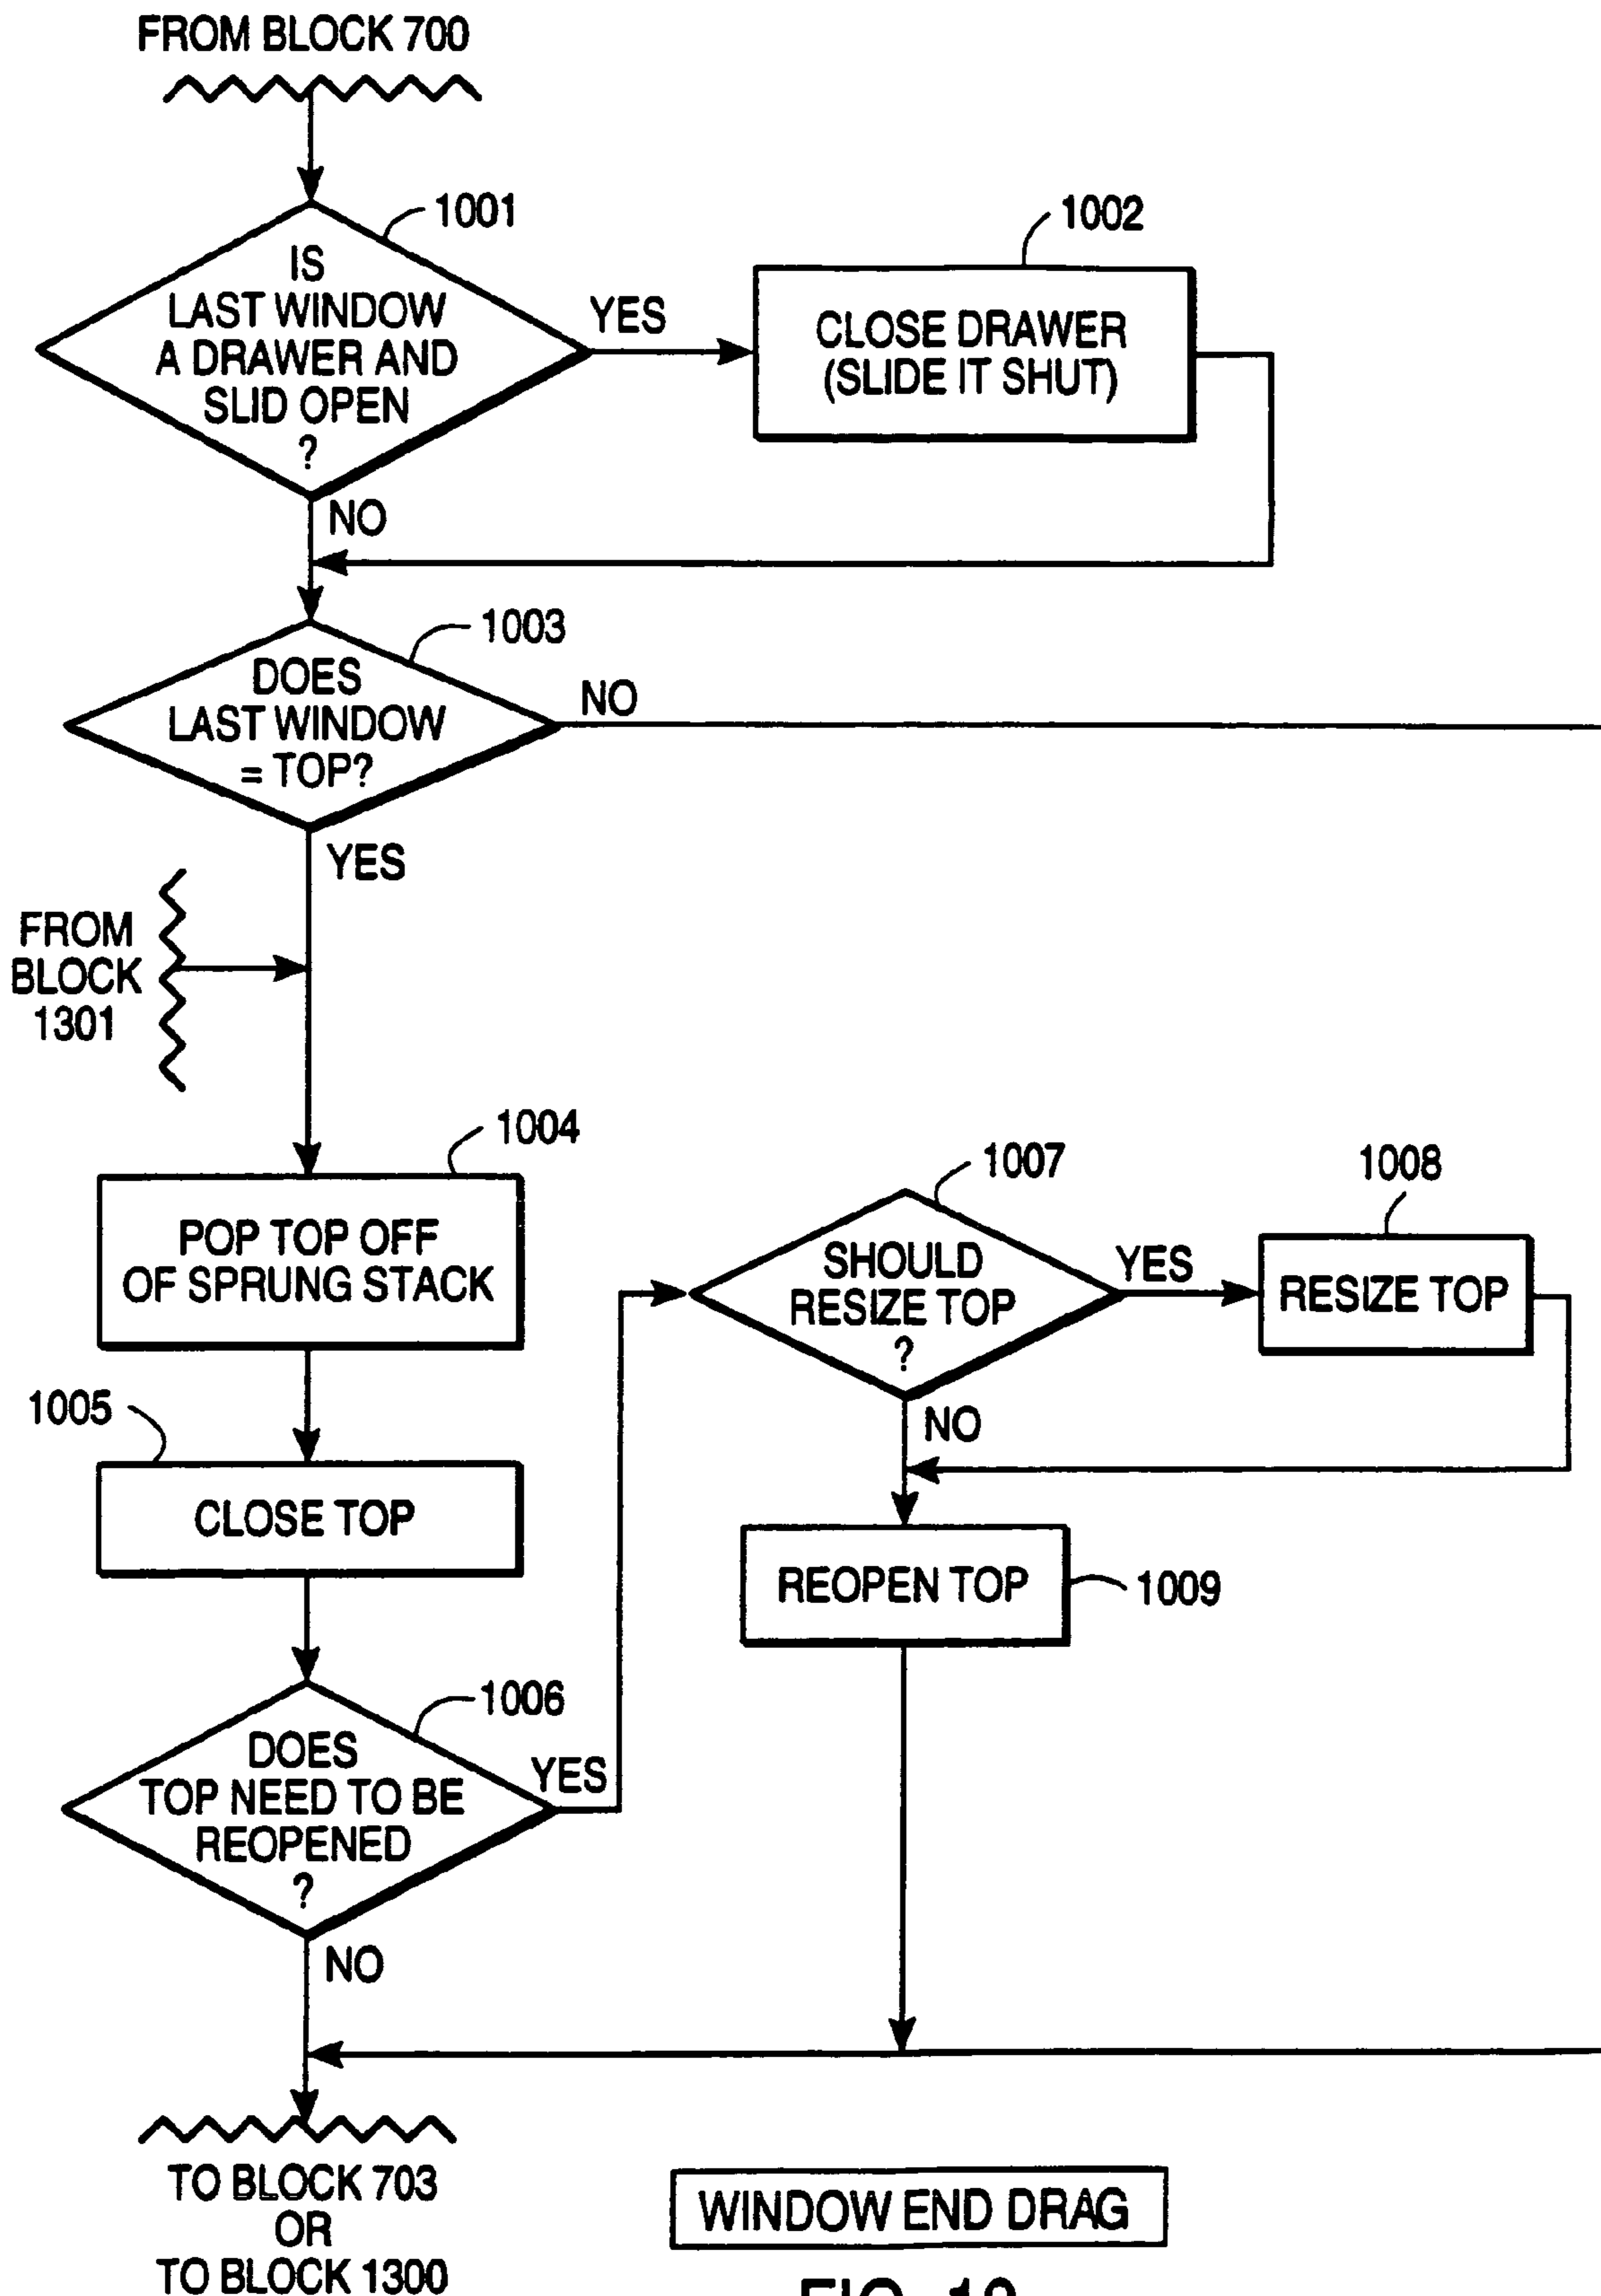 FROM BLOCK 700
1001
IS
LAST WINDOW
A DRAWER AND
SLID OPEN
?
YES
1002
CLOSE DRAWER
(SLIDE IT SHUT)
NO
1003
DOES
LAST WINDOW
= TOP?
NO
YES
FROM
BLOCK
1301
1004
POP TOP OFF
OF SPRUNG STACK
1005
CLOSE TOP
1006
DOES
TOP NEED TO BE
REOPENED
?
YES
1007
SHOULD
RESIZE TOP
?
YES
1008
RESIZE TOP
NO
REOPEN TOP
1009
NO
TO BLOCK 703
OR
TO BLOCK 1300
WINDOW END DRAG